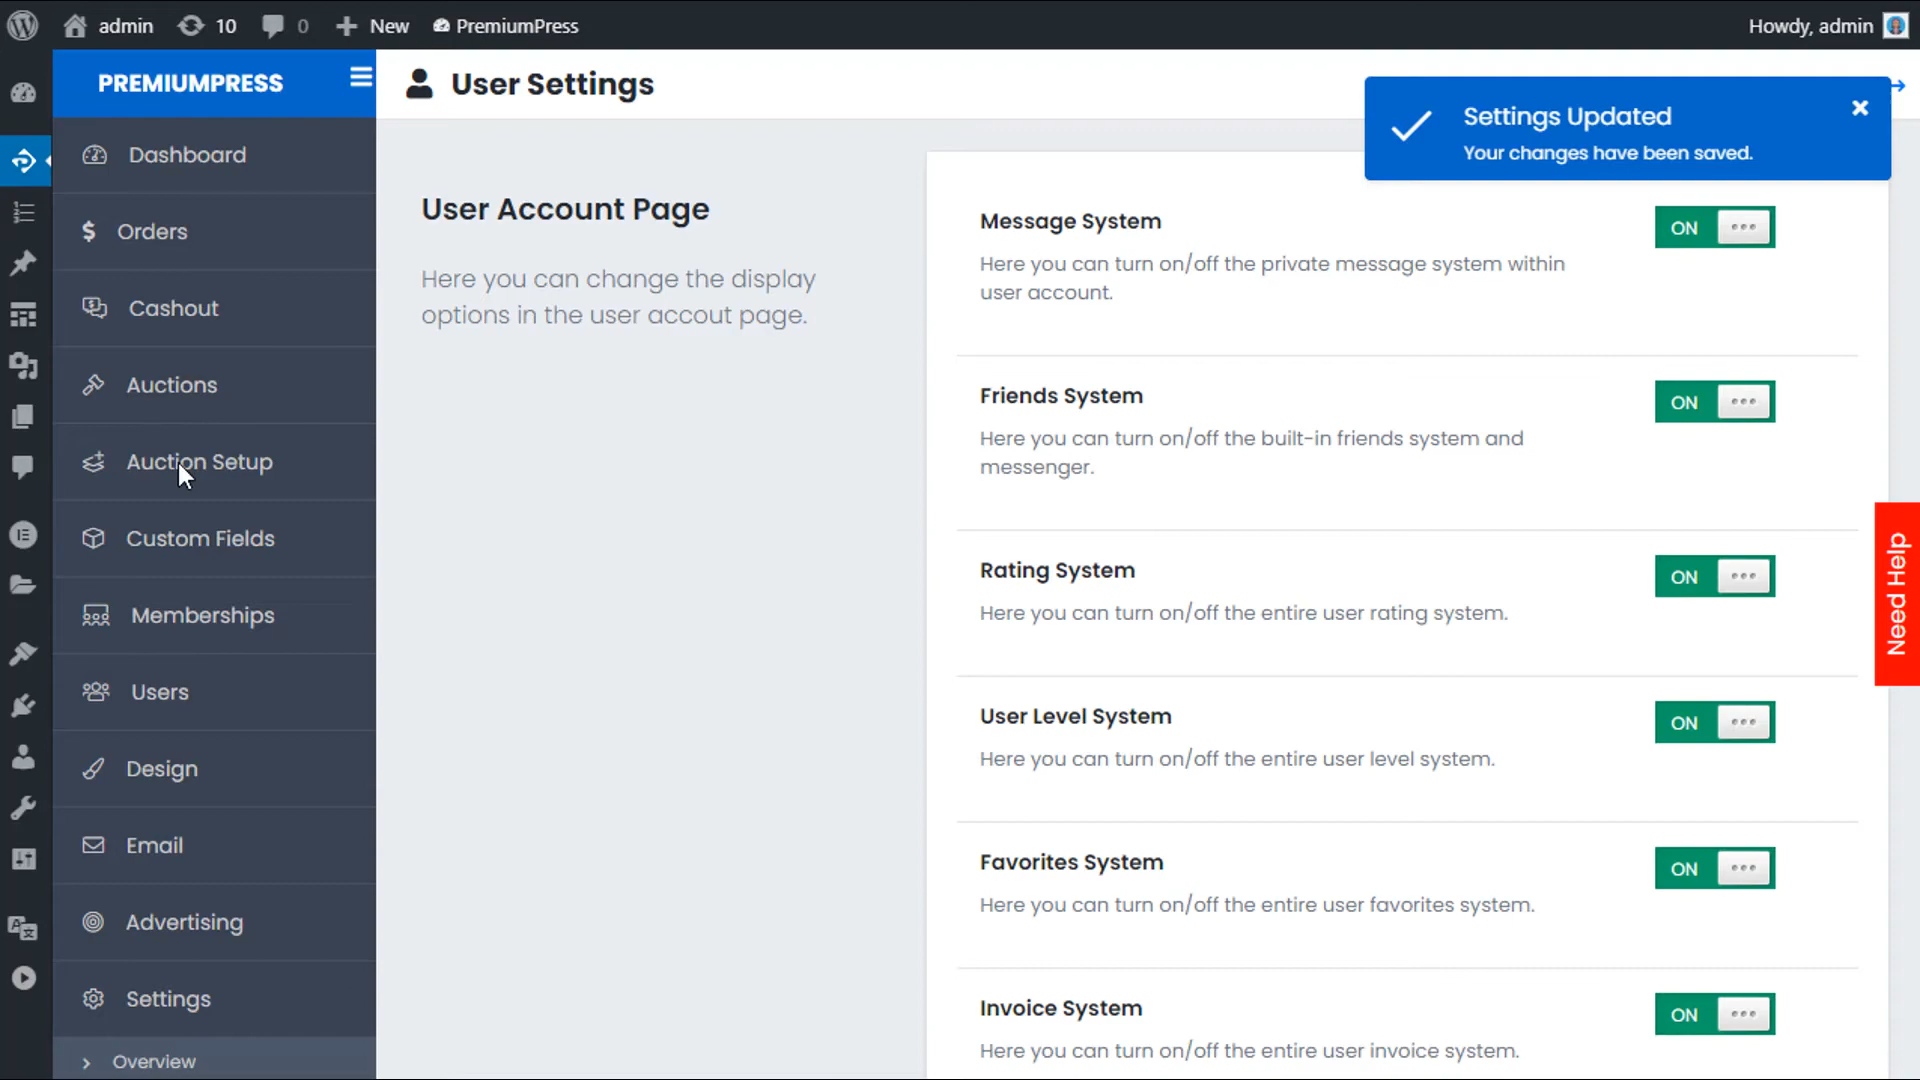 admin
10
0
New
PremiumPress
Howdy, admin
PREMIUMPRESS
Dashboard
Orders
Cashout
Auctions
Auction Setup
Custom Fields
Memberships
Users
Design
Email
Advertising
Settings
Overview
User Settings
Settings Updated
Your changes have been saved.
User Account Page
Here you can change the display
options in the user accout page.
Message System
Here you can turn on/off the private message system within
user account.
ON
Friends System
Here you can turn on/off the built-in friends system and
messenger.
ON
Rating System
Here you can turn on/off the entire user rating system.
ON
User Level System
Here you can turn on/off the entire user level system.
ON
Favorites System
Here you can turn on/off the entire user favorites system.
ON
Invoice System
Here you can turn on/off the entire user invoice system.
ON
Need Help